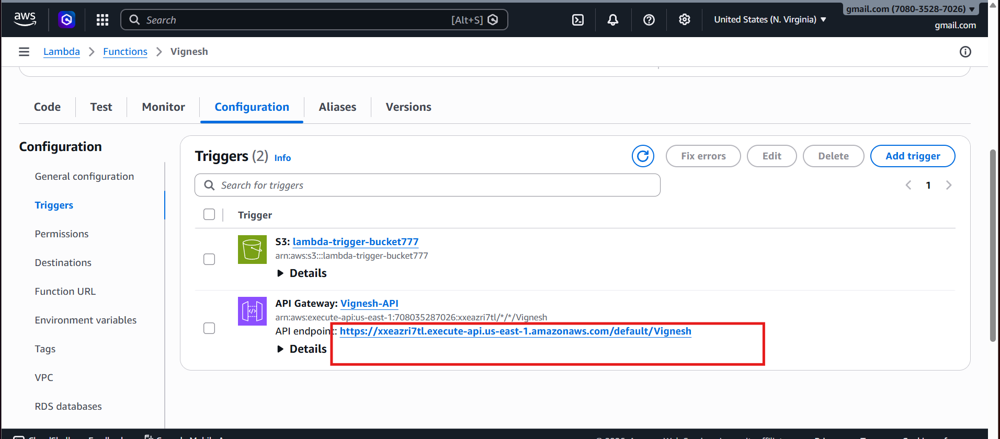 aws
Search
[Alt+S]
United States (N. Virginia)
gmail.com (7080-3528-7026)
gmail.com
Lambda
Functions
Vignesh
Code
Test
Monitor
Configuration
Aliases
Versions
Configuration
General configuration
Triggers
Permissions
Destinations
Function URL
Environment variables
Tags
VPC
RDS databases
Triggers (2) Info
Fix errors
Edit
Delete
Add trigger
Search for triggers
1
Trigger
S3: lambda-trigger-bucket777
arn:aws:s3:::lambda-trigger-bucket777
Details
API Gateway: Vignesh-API
arn:aws:execute-api:us-east-1:708035287026:xxeazri7tl/*/*/Vignesh
API endpoint: https://xxeazri7tl.execute-api.us-east-1.amazonaws.com/default/Vignesh
Details